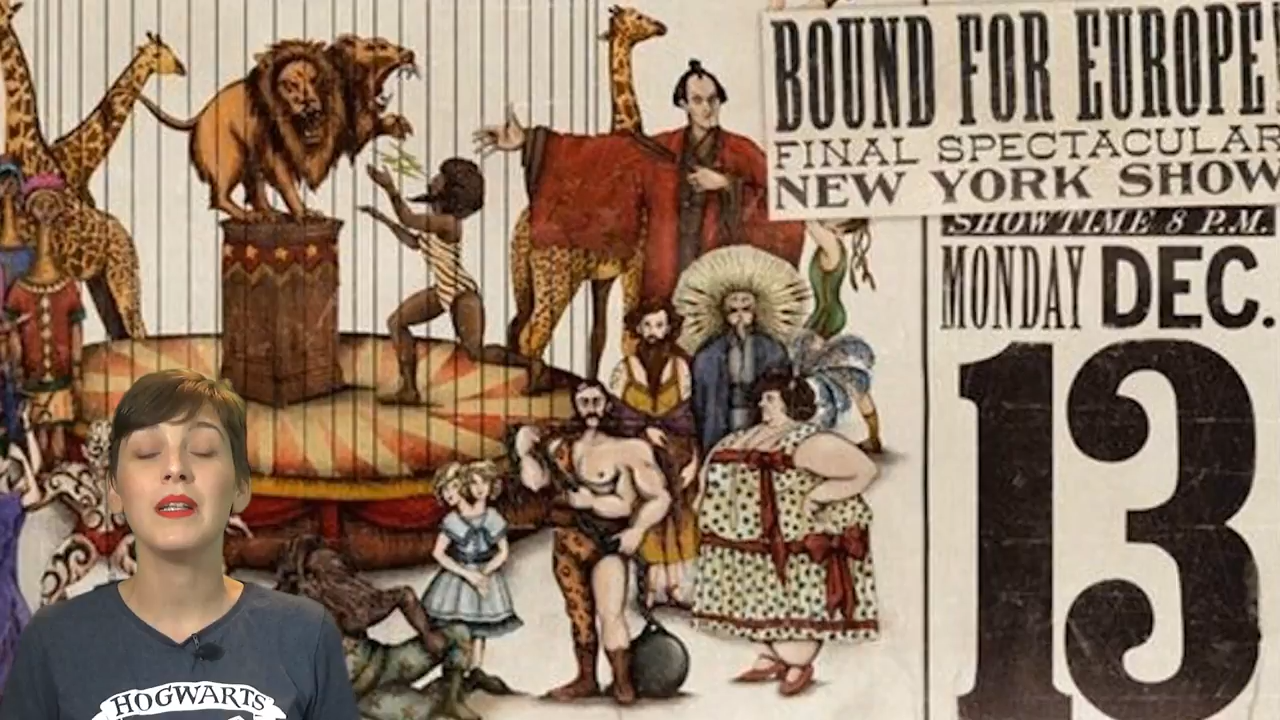 BOUND FOR EUROPE!
FINAL SPECTACULAR
NEW YORK SHOW
SHOWTIME 8 P.M.
MONDAY DEC.
13
HOGWARTS